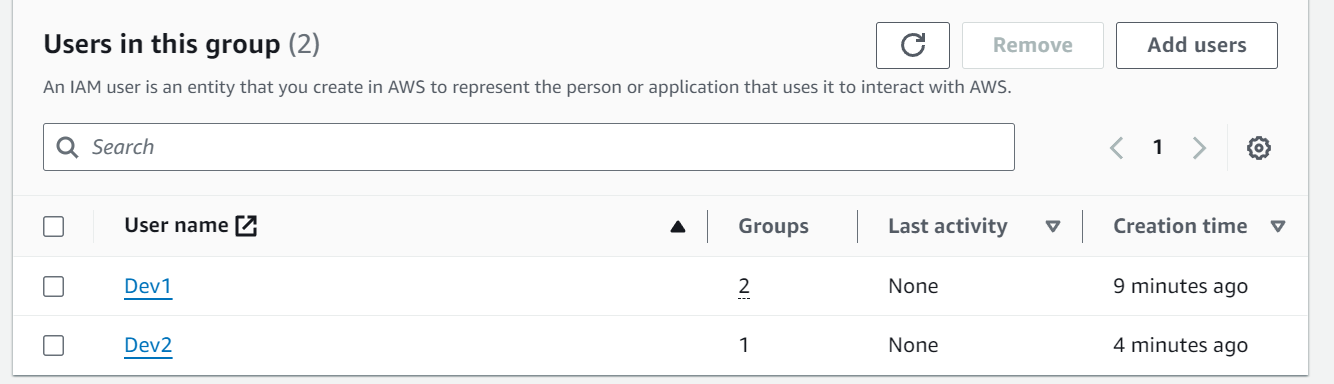 Users in this group (2)
Remove
Add users
An IAM user is an entity that you create in AWS to represent the person or application that uses it to interact with AWS.
Search
1
User name Groups Last activity Creation time
Dev1 2 None 9 minutes ago
Dev2 1 None 4 minutes ago